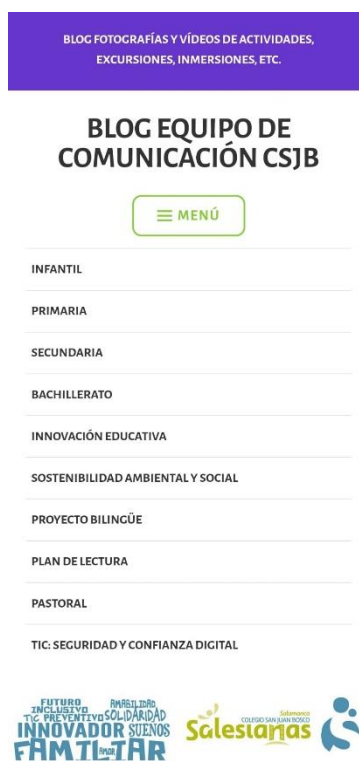 BLOG FOTOGRAFÍAS Y VÍDEOS DE ACTIVIDADES,
EXCURSIONES, INMERSIONES, ETC.
BLOG EQUIPO DE
COMUNICACIÓN CSJB
MENÚ
INFANTIL
PRIMARIA
SECUNDARIA
BACHILLERATO
INNOVACIÓN EDUCATIVA
SOSTENIBILIDAD AMBIENTAL Y SOCIAL
PROYECTO BILINGÜE
PLAN DE LECTURA
PASTORAL
TIC: SEGURIDAD Y CONFIANZA DIGITAL
FUTURO AMABILIDAD
INCLUSIVO
TIC PREVENTIVO SOLIDARIDAD
INNOVADOR SUEÑOS
FAMILIAR AMOR
Salamanca
COLEGIO SAN JUAN BOSCO
Salesianas